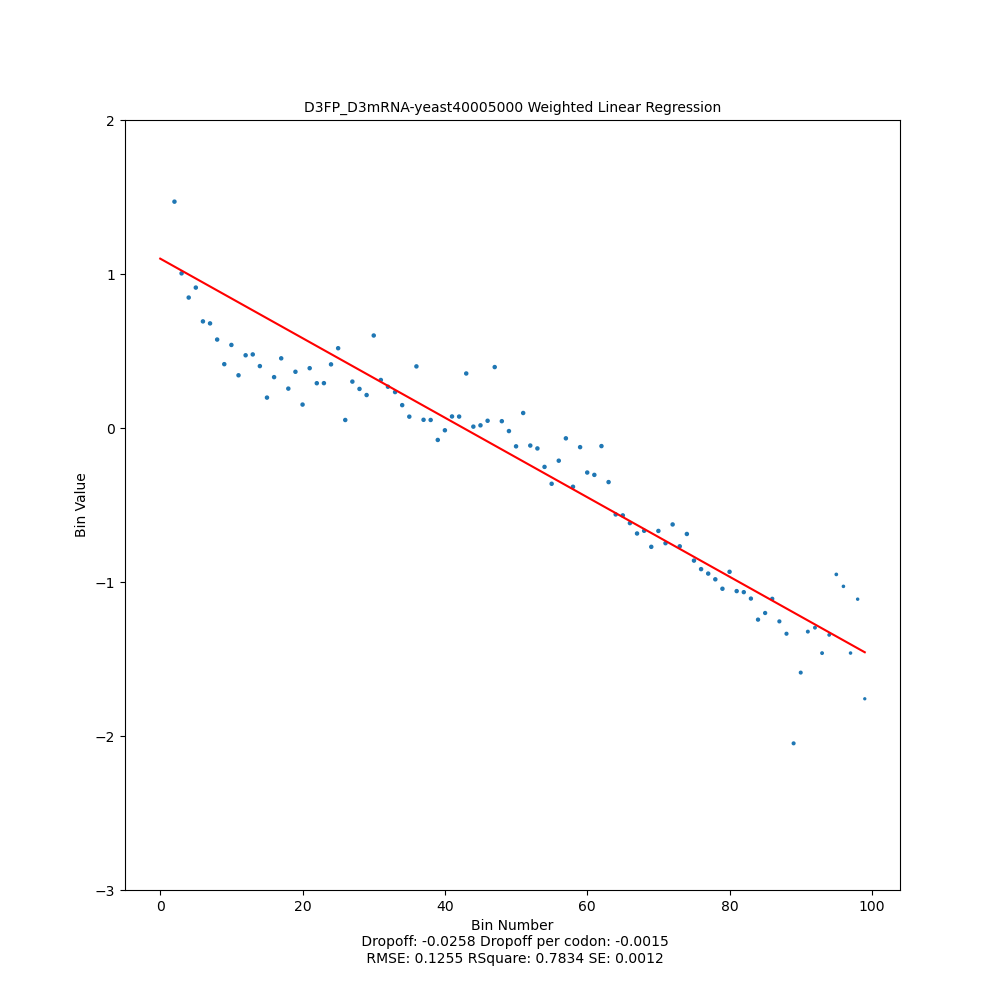 D3FP_D3mRNA-yeast40005000 Weighted Linear Regression
2
1
0
−1
−2
−3
Bin Value
0 20 40 60 80 100
Bin Number
Dropoff: -0.0258 Dropoff per codon: -0.0015
RMSE: 0.1255 RSquare: 0.7834 SE: 0.0012